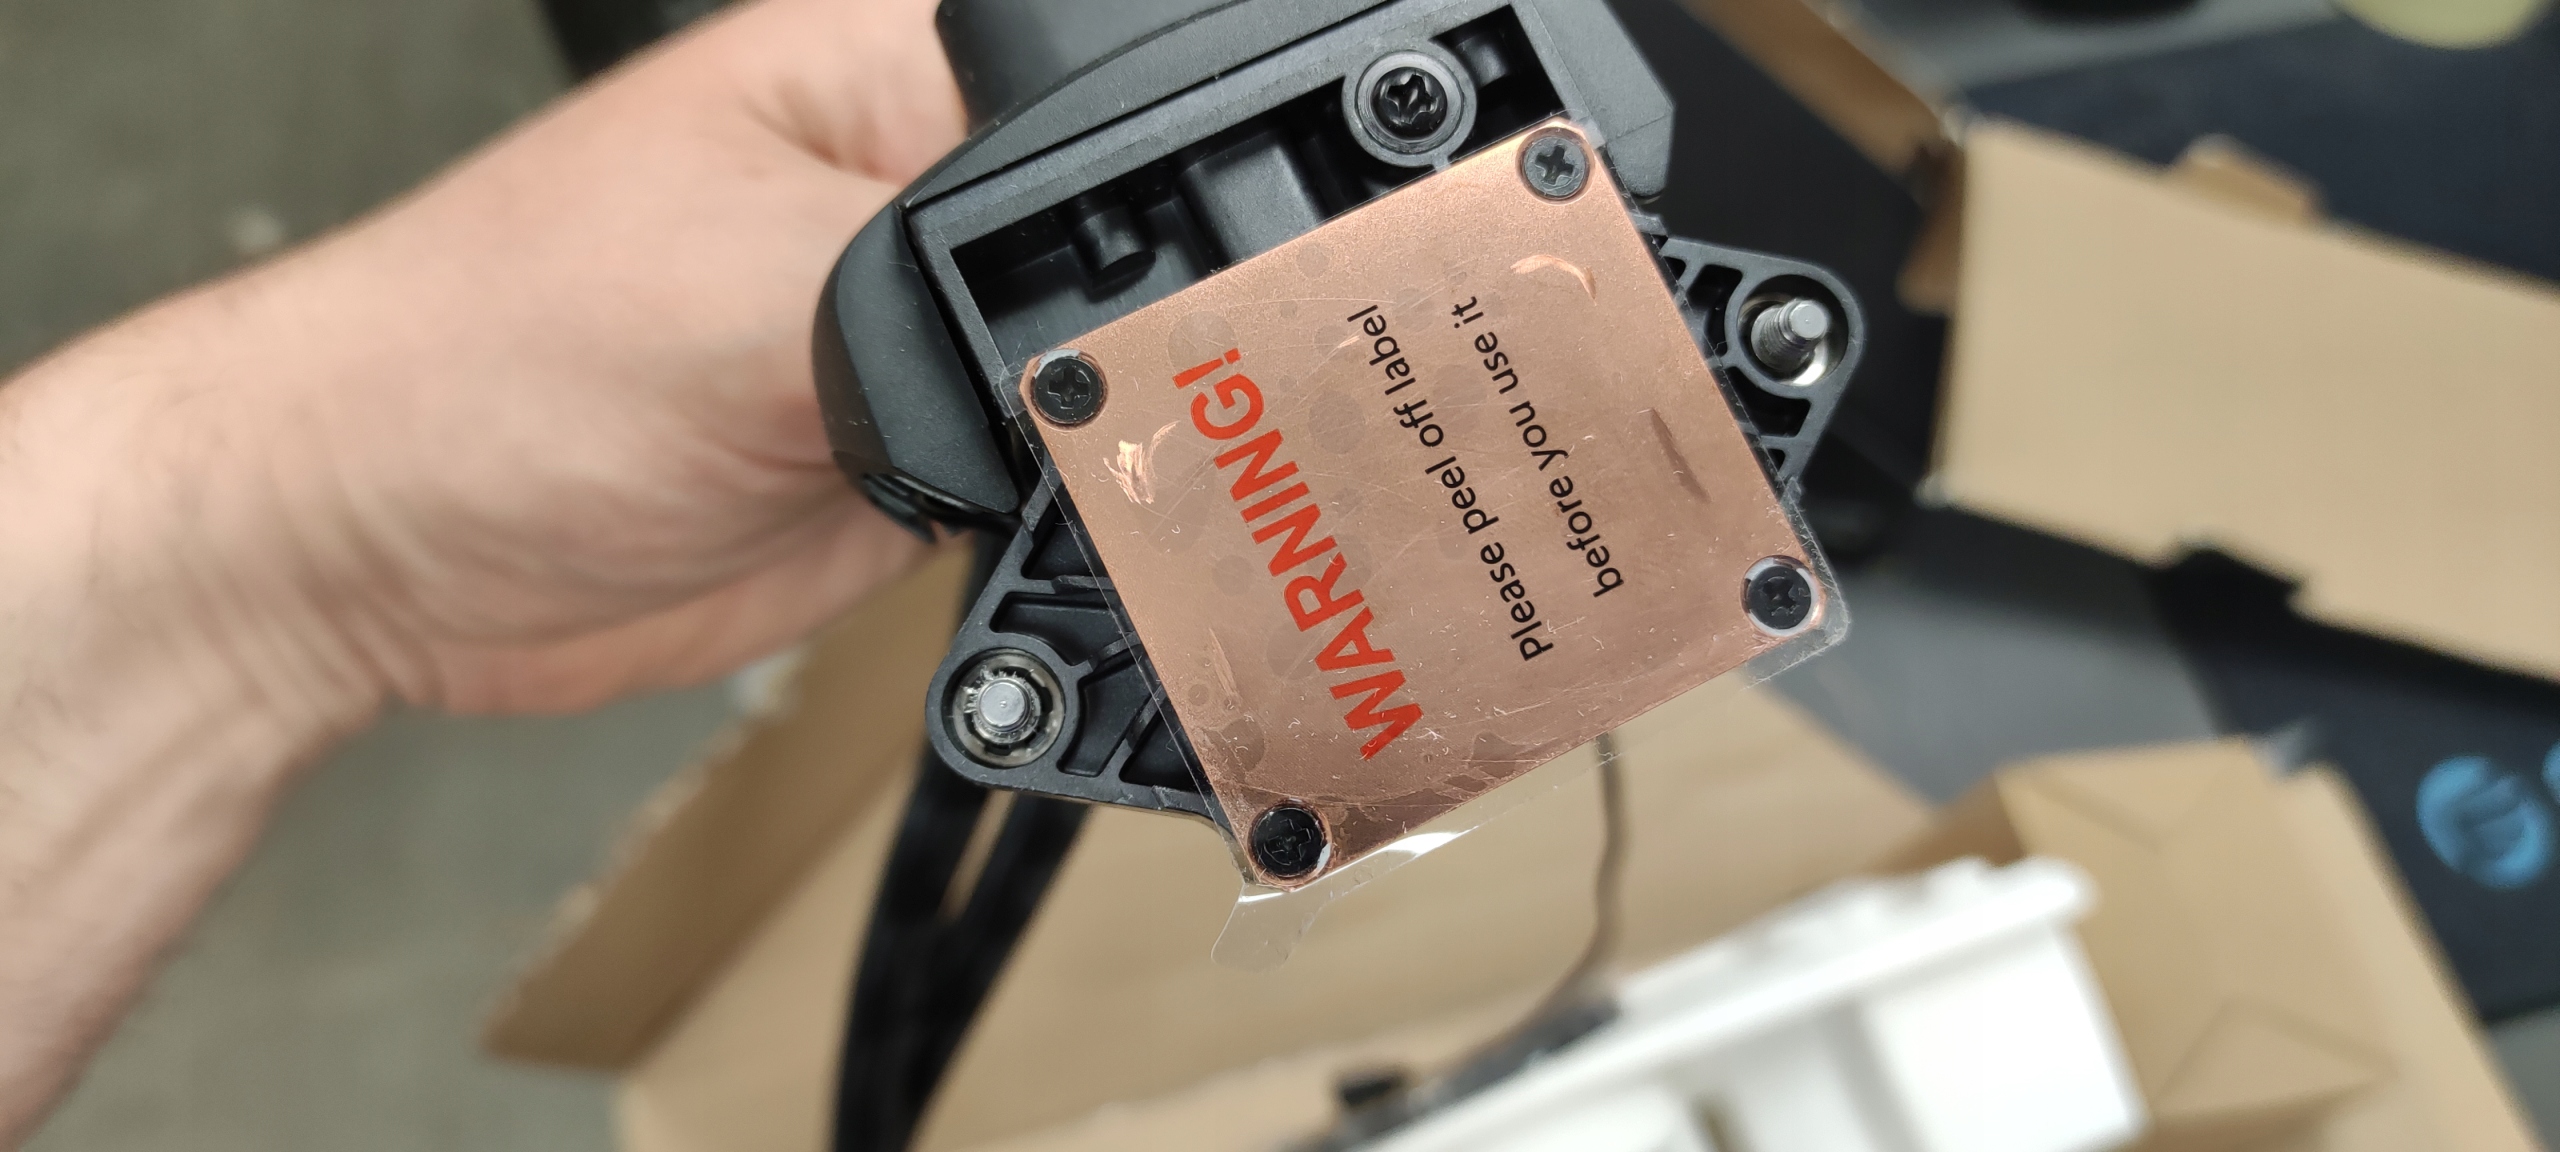 WARNING!
Please peel off label
before you use it